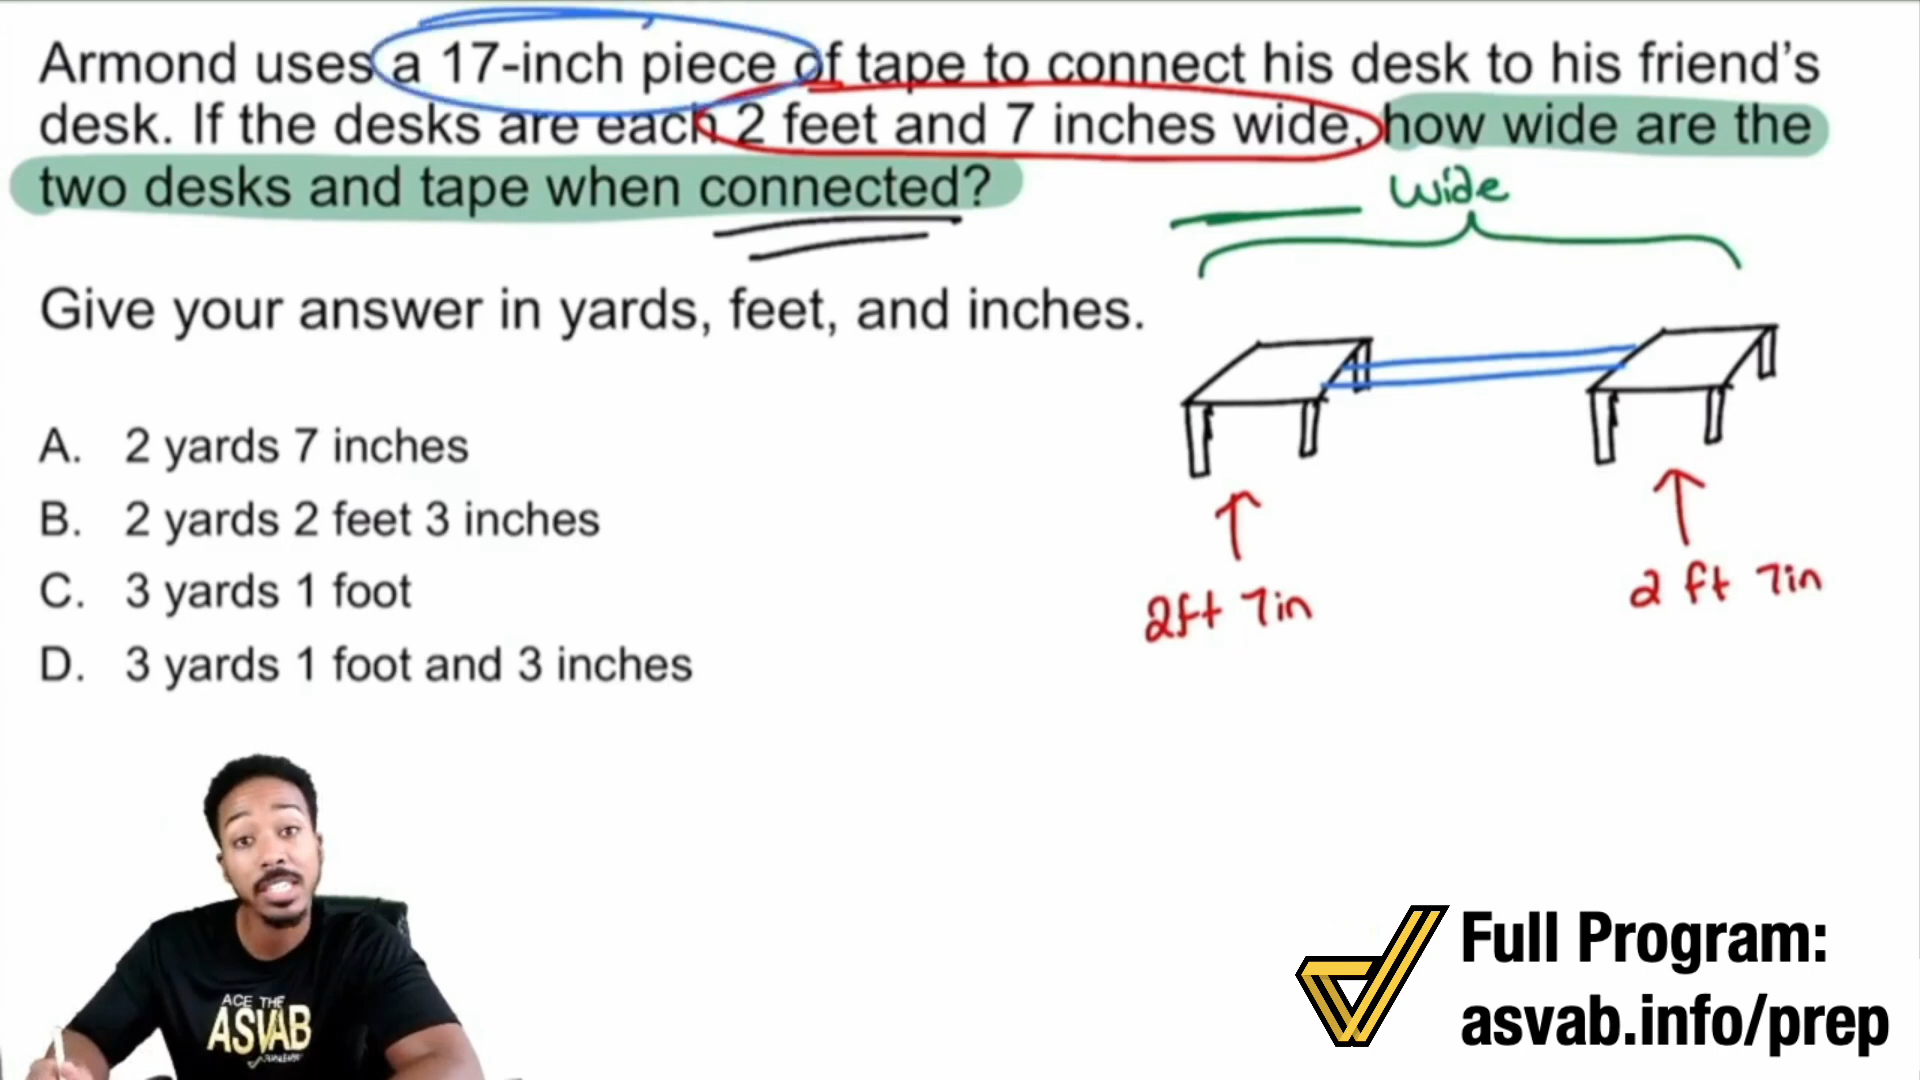 Armond uses a 17-inch piece of tape to connect his desk to his friend's
desk. If the desks are each 2 feet and 7 inches wide, how wide are the
two desks and tape when connected?
wide
Give your answer in yards, feet, and inches.
A. 2 yards 7 inches
B. 2 yards 2 feet 3 inches
C. 3 yards 1 foot
D. 3 yards 1 foot and 3 inches
2ft 7in
2 ft 7in
ACE THE
ASVAB
Full Program:
asvab.info/prep